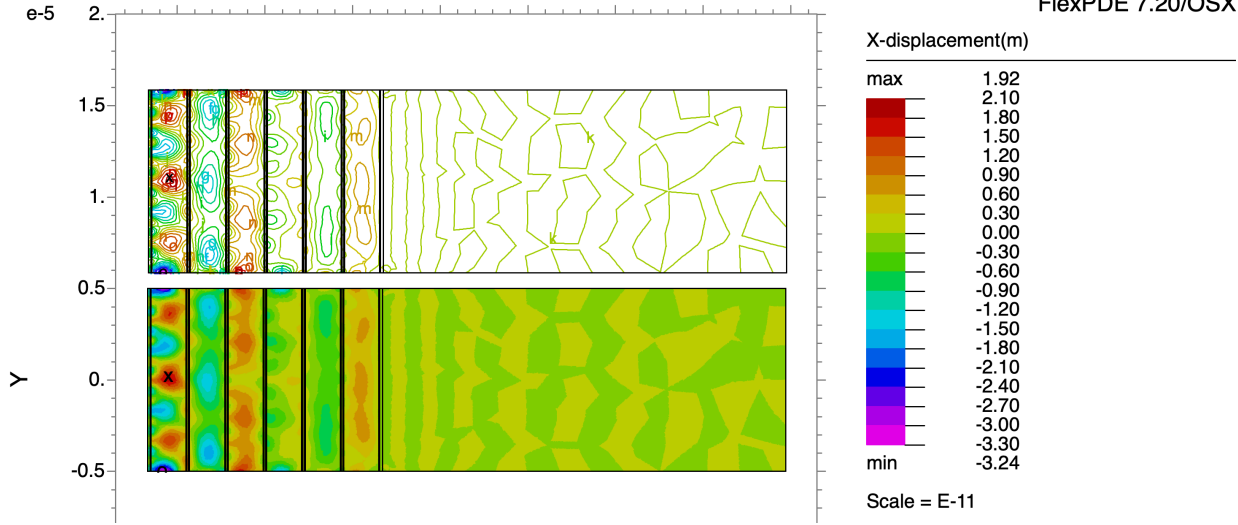 FlexPDE 7.20/OSX
e-5
2.
1.5
1.
0.5
0.
-0.5
Y
X-displacement(m)
max 1.92
2.10
1.80
1.50
1.20
0.90
0.60
0.30
0.00
-0.30
-0.60
-0.90
-1.20
-1.50
-1.80
-2.10
-2.40
-2.70
-3.00
-3.30
min -3.24
Scale = E-11
k
k
i
m
m
n
n
x
x